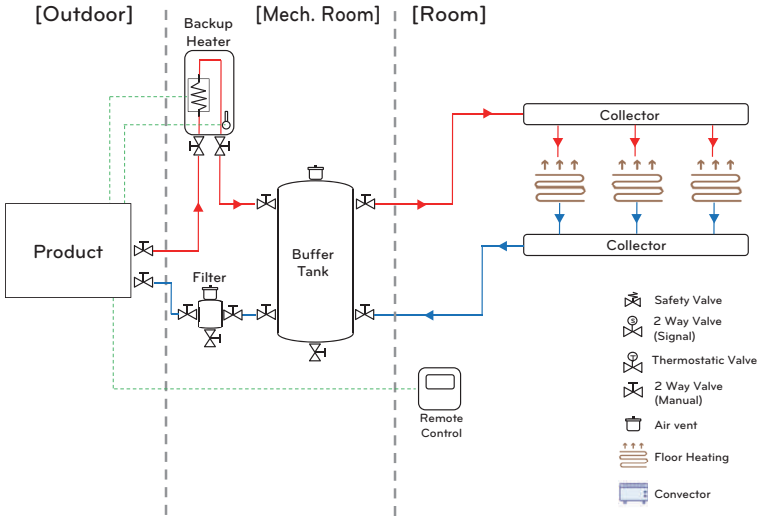 [Outdoor]
[Mech. Room]
[Room]
Backup
Heater
Collector
Product
Buffer
Tank
Filter
Collector
Safety Valve
2 Way Valve
(Signal)
Thermostatic Valve
2 Way Valve
(Manual)
Air vent
Floor Heating
Convector
Remote
Control
S
T